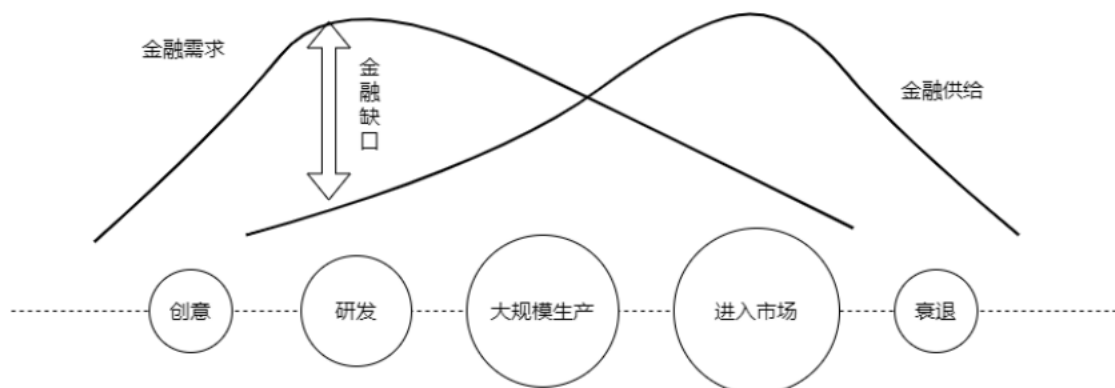 金融需求
金融缺口
金融供给
创意
研发
大规模生产
进入市场
衰退